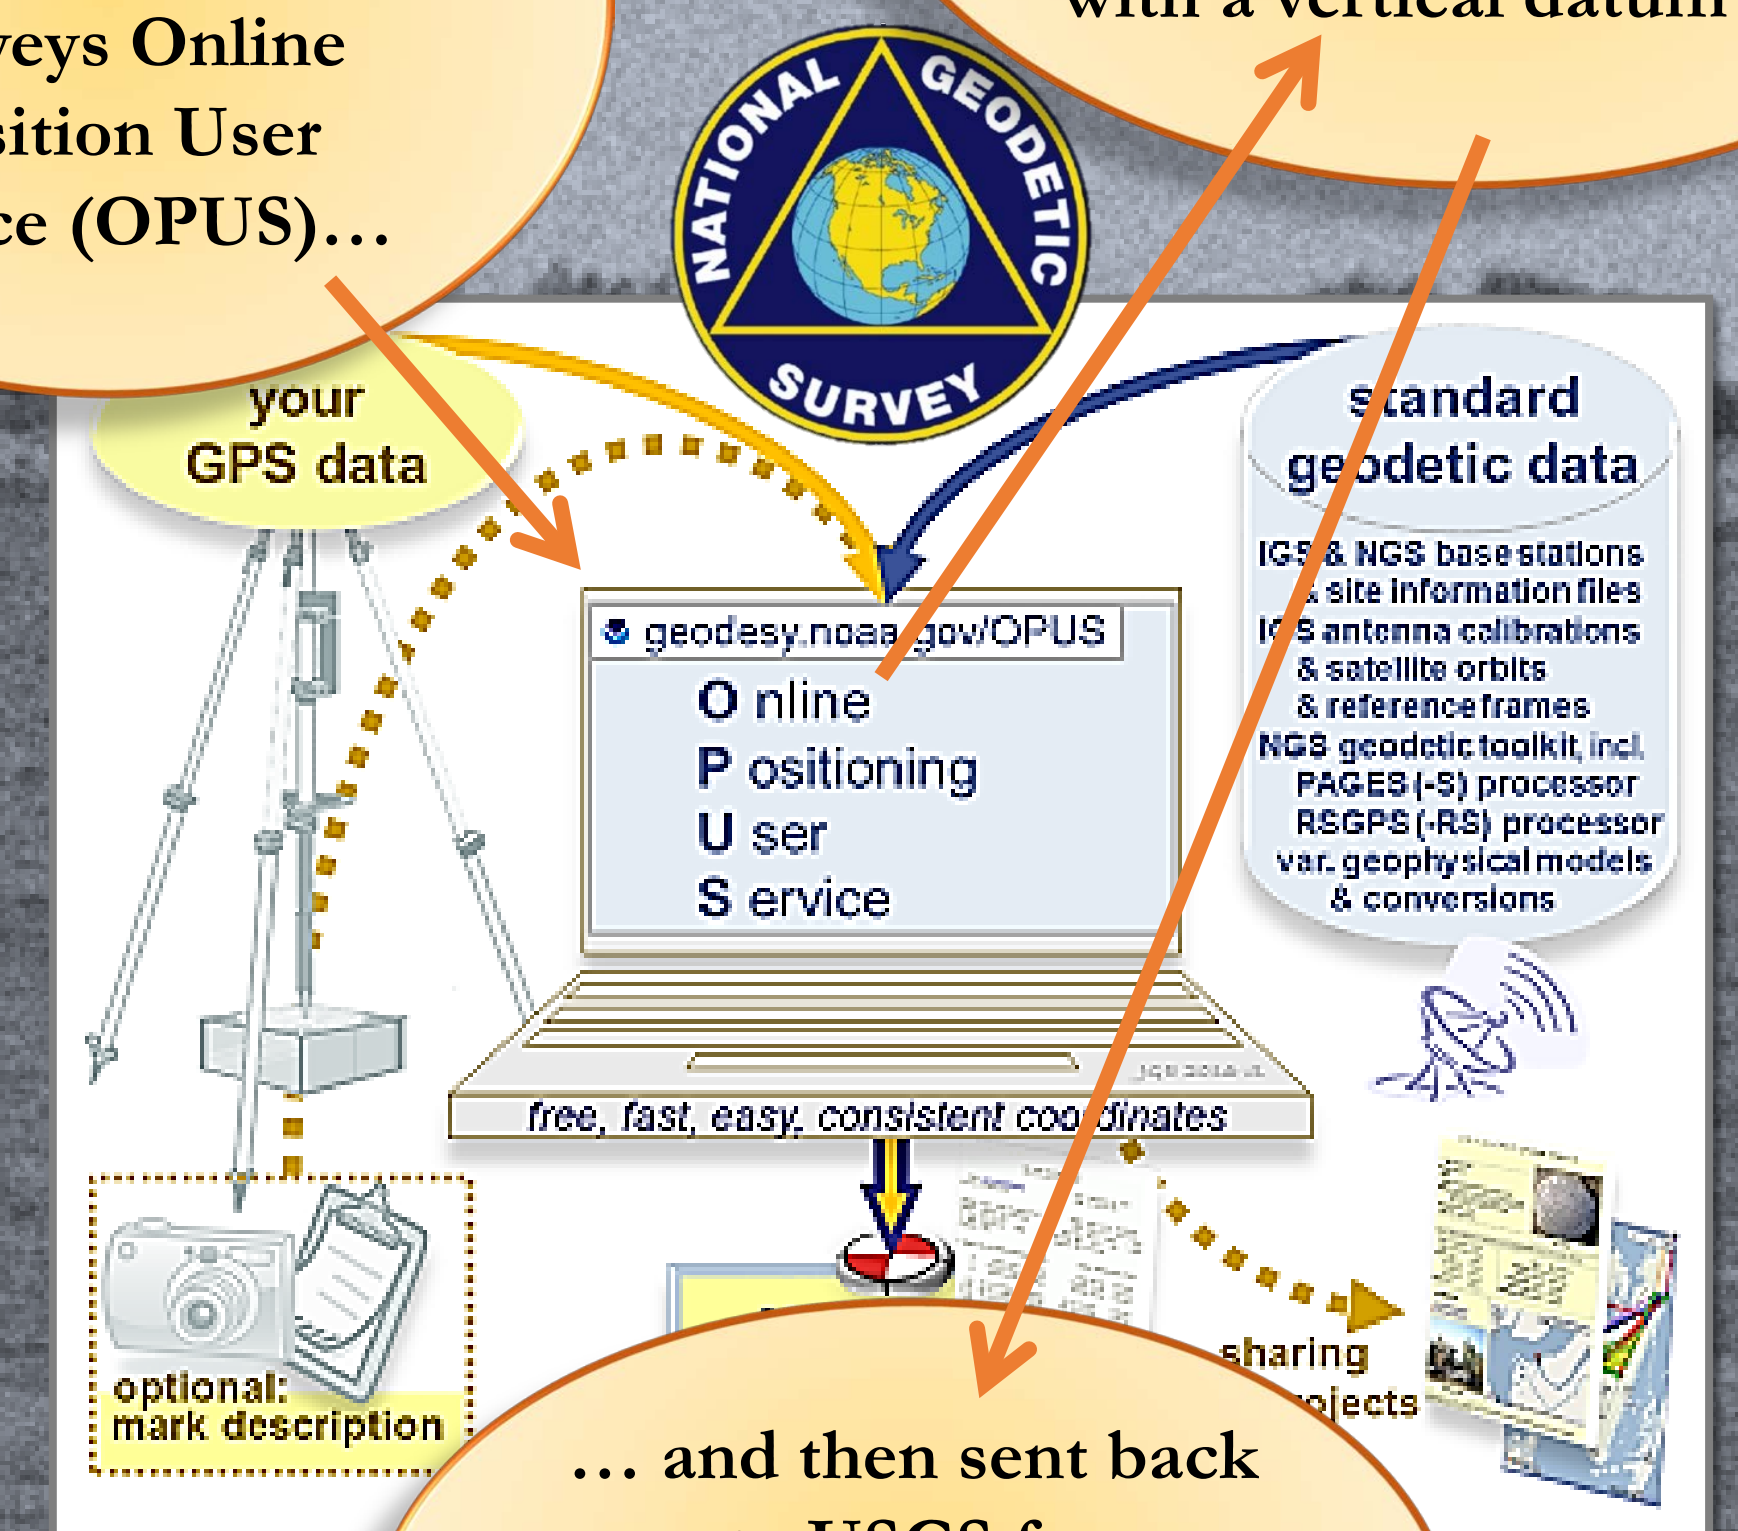 veys Online
sition User
ce (OPUS)…
with a vertical datum
NATIONAL GEODETIC SURVEY
your
GPS data
standard
geodetic data
IGS & NGS base stations
& site information files
IGS antenna calibrations
& satellite orbits
& reference frames
NGS geodetic toolkit, incl.
PAGES (-S) processor
RSGPS (-RS) processor
var. geophysical models
& conversions
geodesy.noaa.gov/OPUS
O nline
P ositioning
U ser
S ervice
free, fast, easy, consistent coordinates
optional:
mark description
sharing
ojects
… and then sent back
USGS f